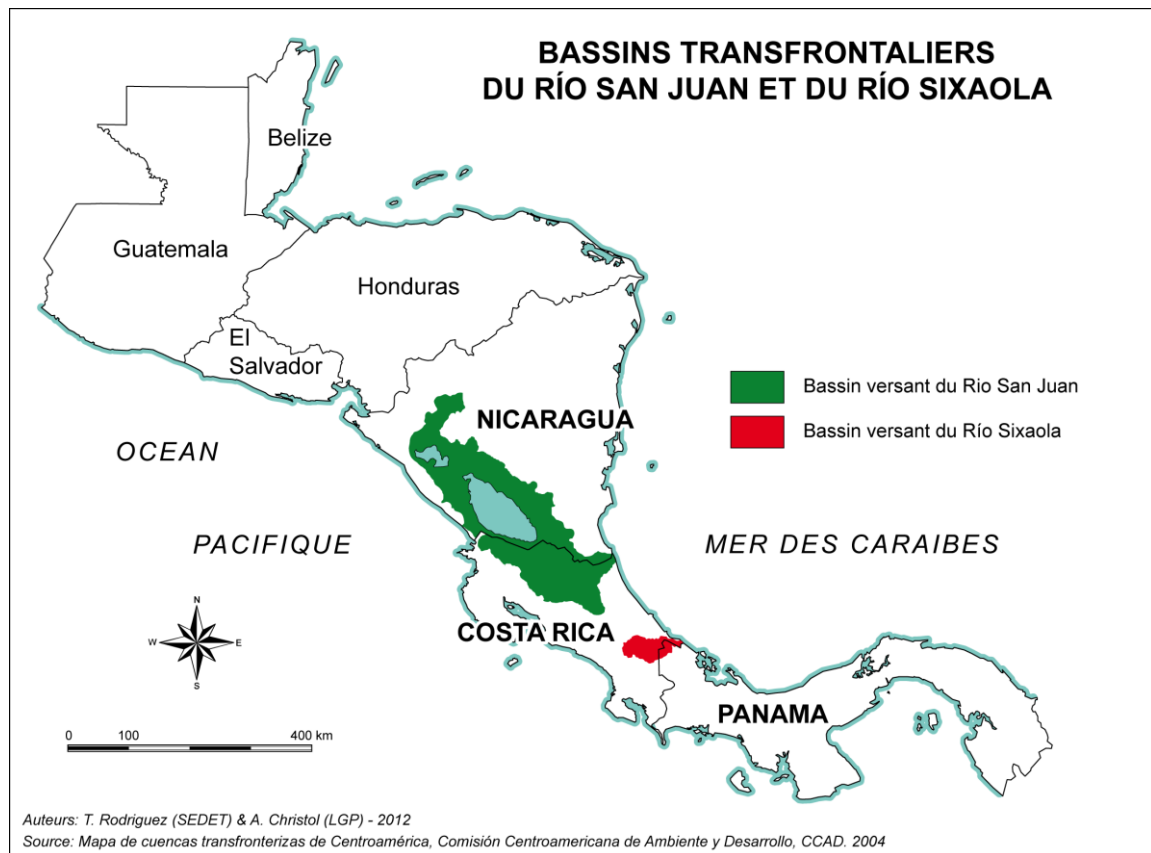 BASSINS TRANSFRONTALIERS
DU RÍO SAN JUAN ET DU RÍO SIXAOLA
Belize
Guatemala
Honduras
El
Salvador
NICARAGUA
Bassin versant du Rio San Juan
Bassin versant du Río Sixaola
OCEAN
PACIFIQUE
MER DES CARAIBES
COSTA RICA
PANAMA
N
W
E
S
0 100 400 km
Auteurs: T. Rodriguez (SEDET) & A. Christol (LGP) - 2012
Source: Mapa de cuencas transfronterizas de Centroamérica, Comisión Centroamericana de Ambiente y Desarrollo, CCAD. 2004